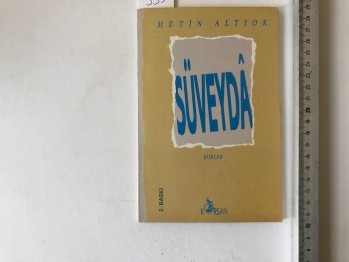 METİN ALTIOK
SÜVEYDÂ
ŞİİRLER
2. BASKI
KORSAN